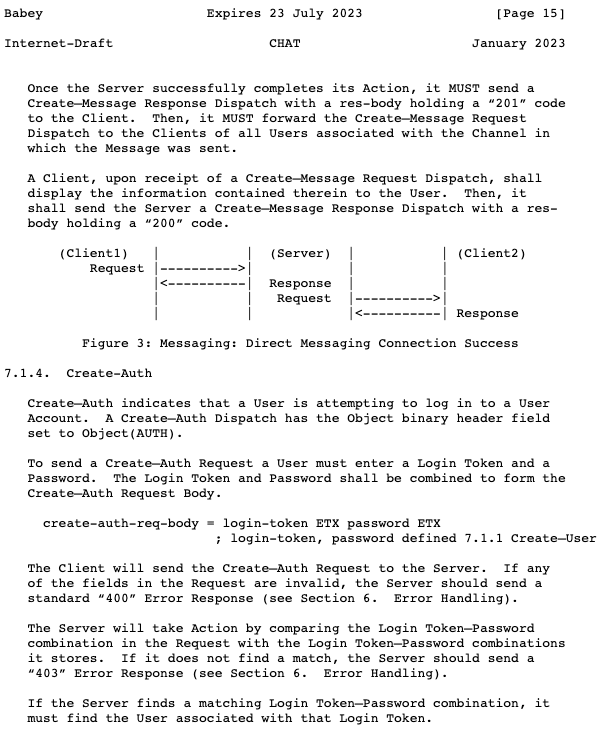 Babey                     Expires 23 July 2023                 [Page 15]
Internet-Draft                    CHAT                      January 2023
Once the Server successfully completes its Action, it MUST send a
Create–Message Response Dispatch with a res-body holding a “201” code
to the Client.  Then, it MUST forward the Create–Message Request
Dispatch to the Clients of all Users associated with the Channel in
which the Message was sent.
A Client, upon receipt of a Create–Message Request Dispatch, shall
display the information contained therein to the User.  Then, it
shall send the Server a Create–Message Response Dispatch with a res-
body holding a “200” code.
(Client1)   |           |  (Server)  |           | (Client2)
Request |---------->|            |           |
|<----------|  Response  |           |
|           |   Request  |---------->|
|           |            |<----------| Response
Figure 3: Messaging: Direct Messaging Connection Success
7.1.4.  Create-Auth
Create–Auth indicates that a User is attempting to log in to a User
Account.  A Create–Auth Dispatch has the Object binary header field
set to Object(AUTH).
To send a Create–Auth Request a User must enter a Login Token and a
Password.  The Login Token and Password shall be combined to form the
Create–Auth Request Body.
create-auth-req-body = login-token ETX password ETX
; login-token, password defined 7.1.1 Create–User
The Client will send the Create–Auth Request to the Server.  If any
of the fields in the Request are invalid, the Server should send a
standard “400” Error Response (see Section 6.  Error Handling).
The Server will take Action by comparing the Login Token–Password
combination in the Request with the Login Token–Password combinations
it stores.  If it does not find a match, the Server should send a
“403” Error Response (see Section 6.  Error Handling).
If the Server finds a matching Login Token–Password combination, it
must find the User associated with that Login Token.